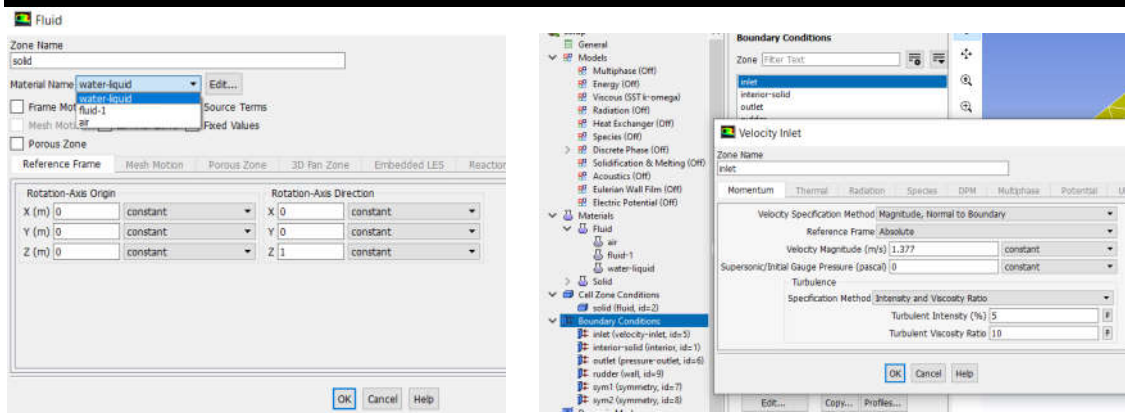 Fluid
Zone Name
solid
Material Name water-liquid Edit...
water-liquid
fluid-1
air
Frame Mot Source Terms
Mesh Moti Fixed Values
Porous Zone
Reference Frame Mesh Motion Porous Zone 3D Fan Zone Embedded LES Reaction
Rotation-Axis Origin Rotation-Axis Direction
X (m) 0 constant X 0 constant
Y (m) 0 constant Y 0 constant
Z (m) 0 constant Z 1 constant
OK Cancel Help
General
Models
Multiphase (Off)
Energy (Off)
Viscous (SST k-omega)
Radiation (Off)
Heat Exchanger (Off)
Species (Off)
Discrete Phase (Off)
Solidification & Melting (Off)
Acoustics (Off)
Eulerian Wall Film (Off)
Electric Potential (Off)
Materials
Fluid
air
fluid-1
water-liquid
Solid
Cell Zone Conditions
solid (fluid, id=2)
Boundary Conditions
inlet (velocity-inlet, id=5)
interior-solid (interior, id=1)
outlet (pressure-outlet, id=6)
rudder (wall, id=9)
sym1 (symmetry, id=7)
sym2 (symmetry, id=8)
Boundary Conditions
Zone Filter Text
inlet
interior-solid
outlet
Velocity Inlet
Zone Name
inlet
Momentum Thermal Radiation Species DPM Multiphase Potential U
Velocity Specification Method Magnitude, Normal to Boundary
Reference Frame Absolute
Velocity Magnitude (m/s) 1.377 constant
Supersonic/Initial Gauge Pressure (pascal) 0 constant
Turbulence
Specification Method Intensity and Viscosity Ratio
Turbulent Intensity (%) 5 P
Turbulent Viscosity Ratio 10 P
OK Cancel Help
Edit... Copy... Profiles...